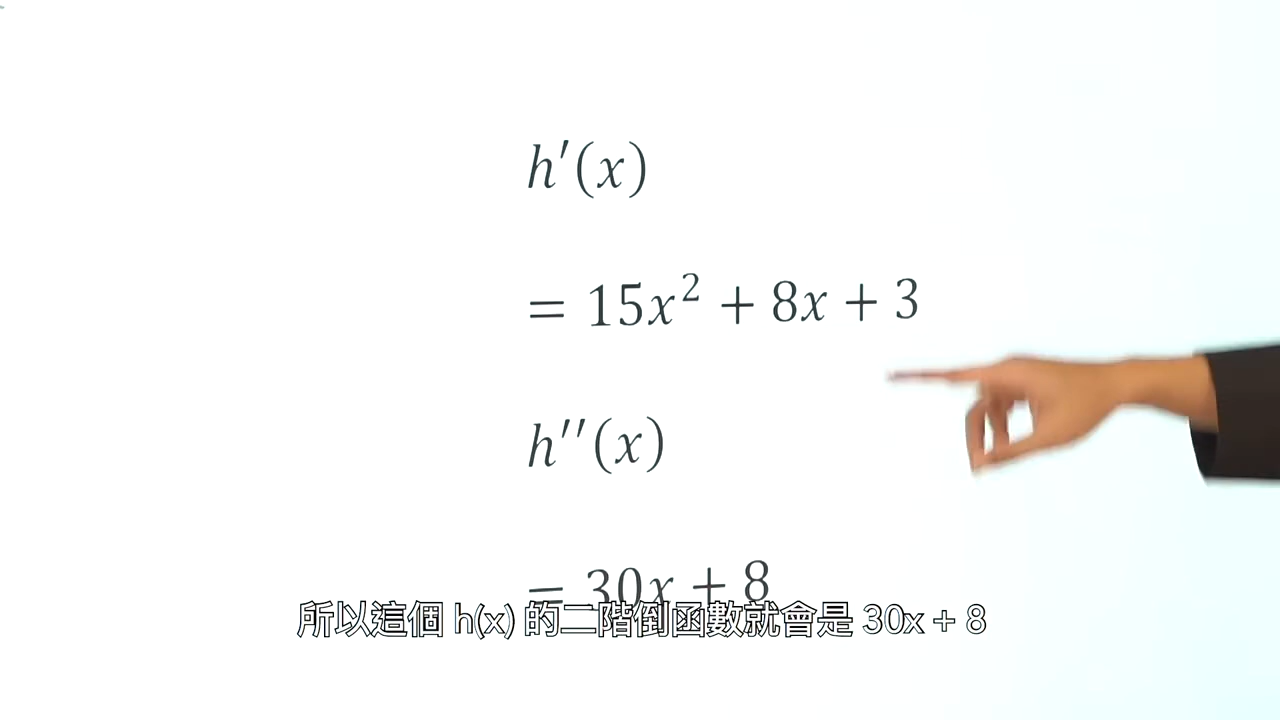 h′(x)
= 15x² + 8x + 3
h′′(x)
= 30x + 8
所以這個 h(x) 的二階倒函數就會是 30x + 8